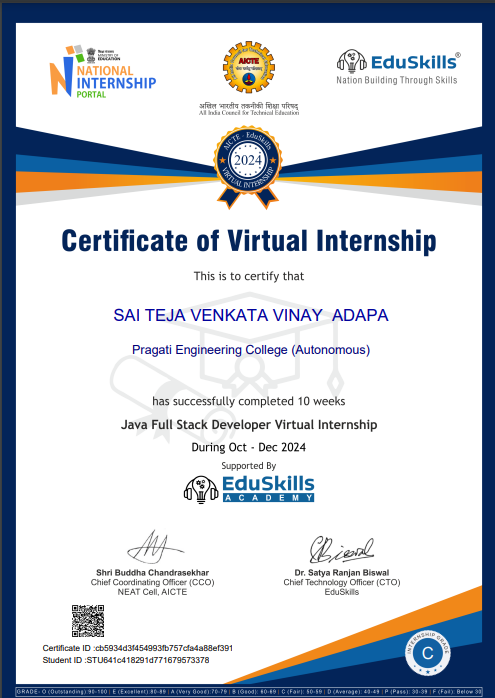 शिक्षा मंत्रालय
MINISTRY OF
EDUCATION
NATIONAL
INTERNSHIP
PORTAL
AICTE
अखिल भारतीय तकनीकी शिक्षा परिषद्
All India Council for Technical Education
EduSkills®
Nation Building Through Skills
AICTE - EduSkills
2024
VIRTUAL INTERNSHIP
Certificate of Virtual Internship
This is to certify that
SAI TEJA VENKATA VINAY ADAPA
Pragati Engineering College (Autonomous)
has successfully completed 10 weeks
Java Full Stack Developer Virtual Internship
During Oct - Dec 2024
Supported By
EduSkills
ACADEMY
Shri Buddha Chandrasekhar
Chief Coordinating Officer (CCO)
NEAT Cell, AICTE
Dr. Satya Ranjan Biswal
Chief Technology Officer (CTO)
EduSkills
Certificate ID :cb5934d3f454993fb757cfa4a88ef391
Student ID :STU641c418291d771679573378
INTERNSHIP GRADE
C
GRADE- O (Outstanding):90-100 | E (Excellent):80-89 | A (Very Good):70-79 | B (Good): 60-69 | C (Fair): 50-59 | D (Average): 40-49 | P (Pass): 30-39 | F (Fail): Below 30